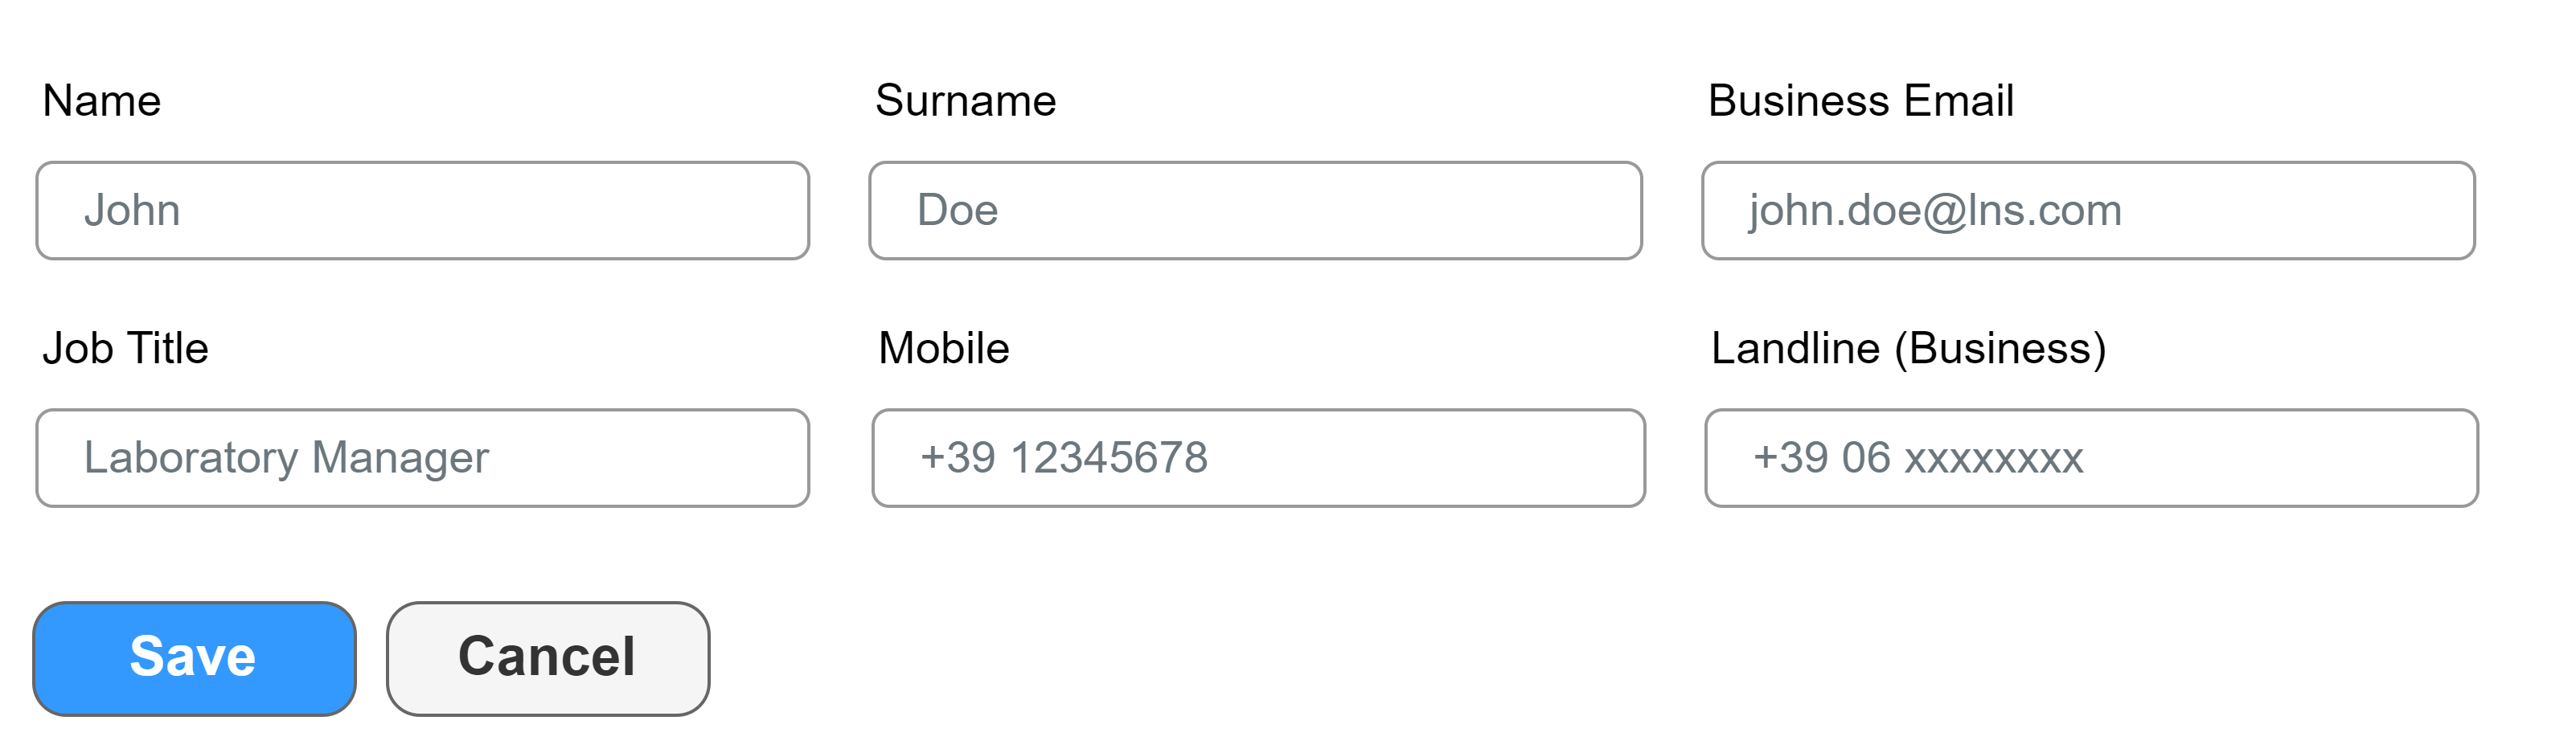 Name
Surname
Business Email
John
Doe
john.doe@lns.com
Job Title
Mobile
Landline (Business)
Laboratory Manager
+39 12345678
+39 06 xxxxxxxx
Save
Cancel